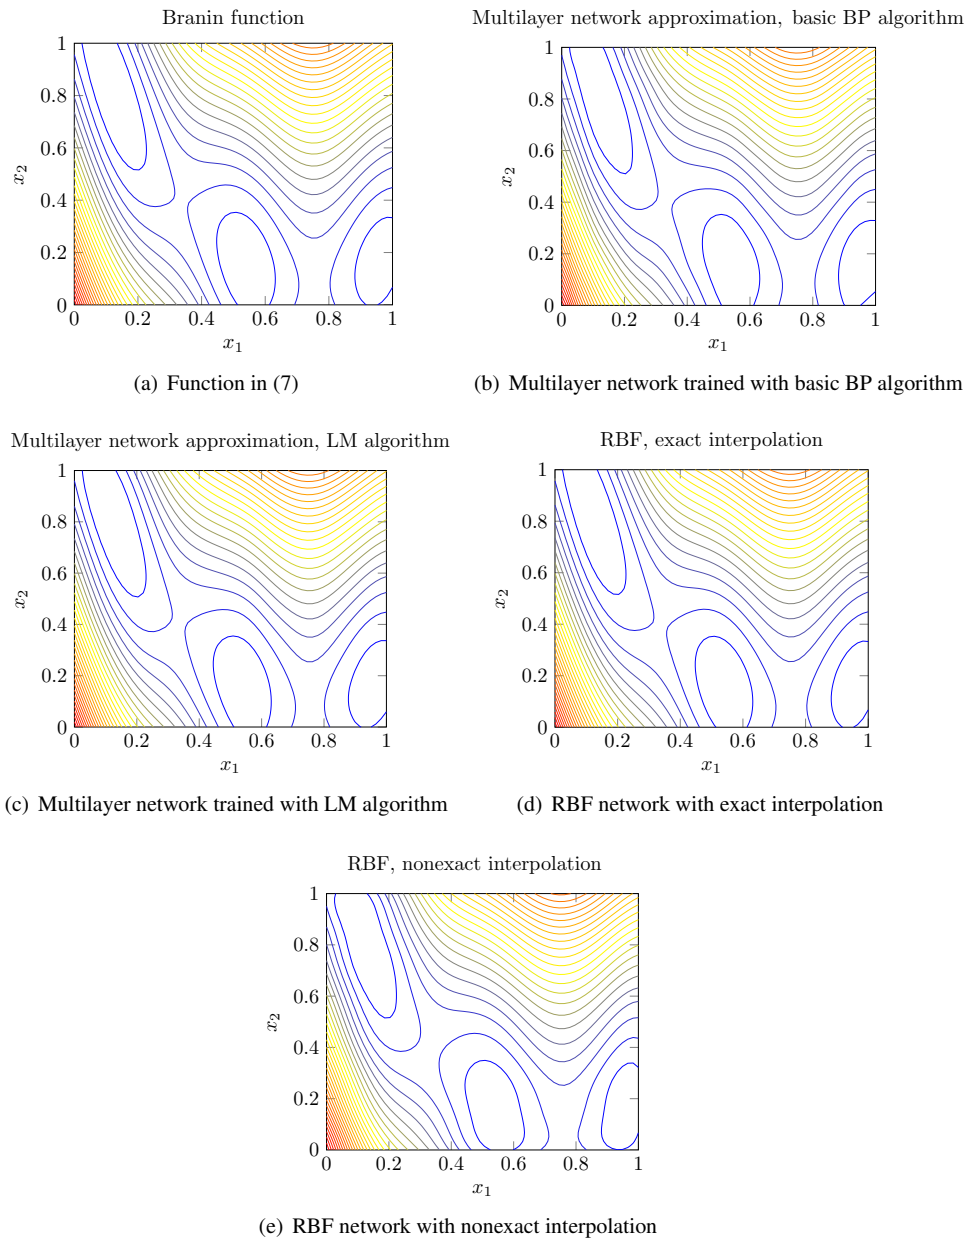 Branin function
1
0.8
0.6
0.4
0.2
0
x2
0 0.2 0.4 0.6 0.8 1
x1
(a) Function in (7)
Multilayer network approximation, basic BP algorithm
1
0.8
0.6
0.4
0.2
0
x2
0 0.2 0.4 0.6 0.8 1
x1
(b) Multilayer network trained with basic BP algorithm
Multilayer network approximation, LM algorithm
1
0.8
0.6
0.4
0.2
0
x2
0 0.2 0.4 0.6 0.8 1
x1
(c) Multilayer network trained with LM algorithm
RBF, exact interpolation
1
0.8
0.6
0.4
0.2
0
x2
0 0.2 0.4 0.6 0.8 1
x1
(d) RBF network with exact interpolation
RBF, nonexact interpolation
1
0.8
0.6
0.4
0.2
0
x2
0 0.2 0.4 0.6 0.8 1
x1
(e) RBF network with nonexact interpolation